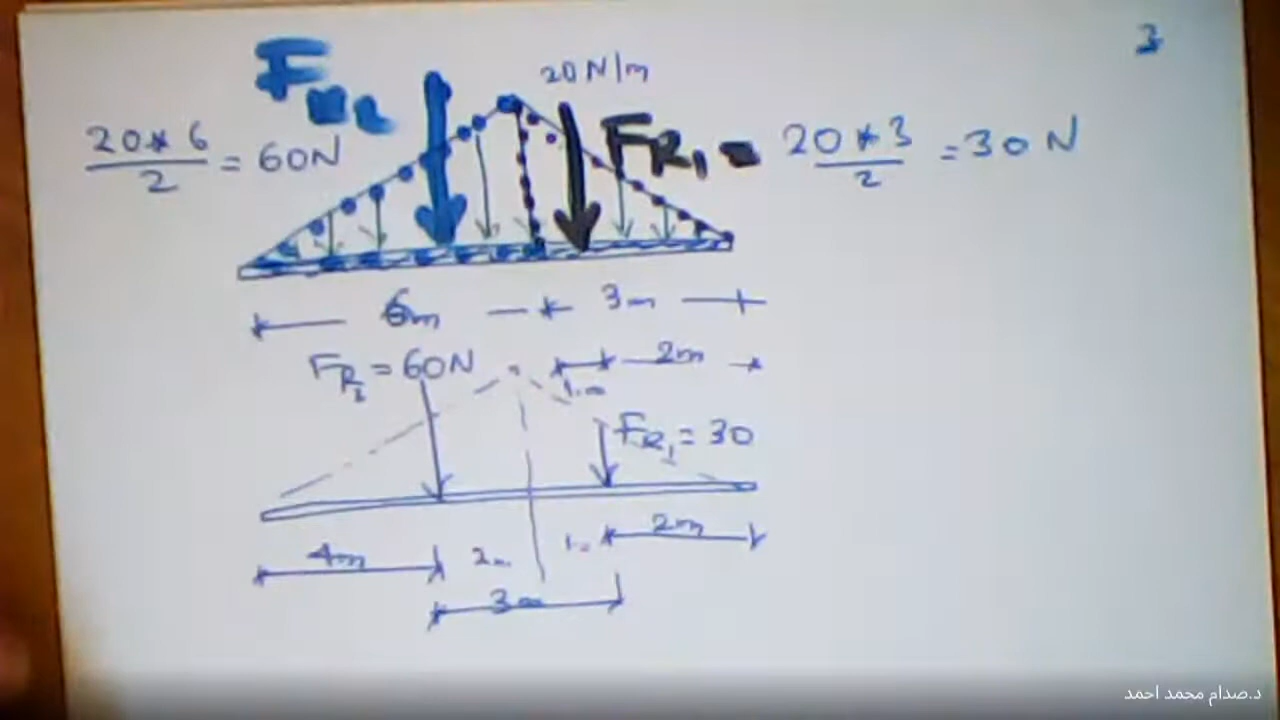 3
20 N/m
F R2
20 * 6 / 2 = 60N
FR1 = 20 * 3 / 2 = 30 N
6m
3m
FR2 = 60N
2m
1m
FR1 = 30
4m
2m
1m
2m
3m
د.صدام محمد احمد